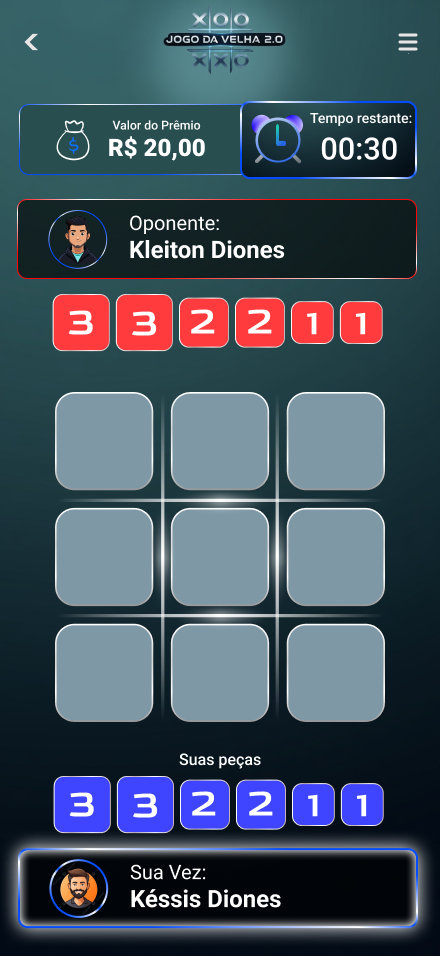 XOO
JOGO DA VELHA 2.0
XXO
Valor do Prêmio
R$ 20,00
Tempo restante:
00:30
Oponente:
Kleiton Diones
3 3 2 2 1 1
Suas peças
3 3 2 2 1 1
Sua Vez:
Késsis Diones